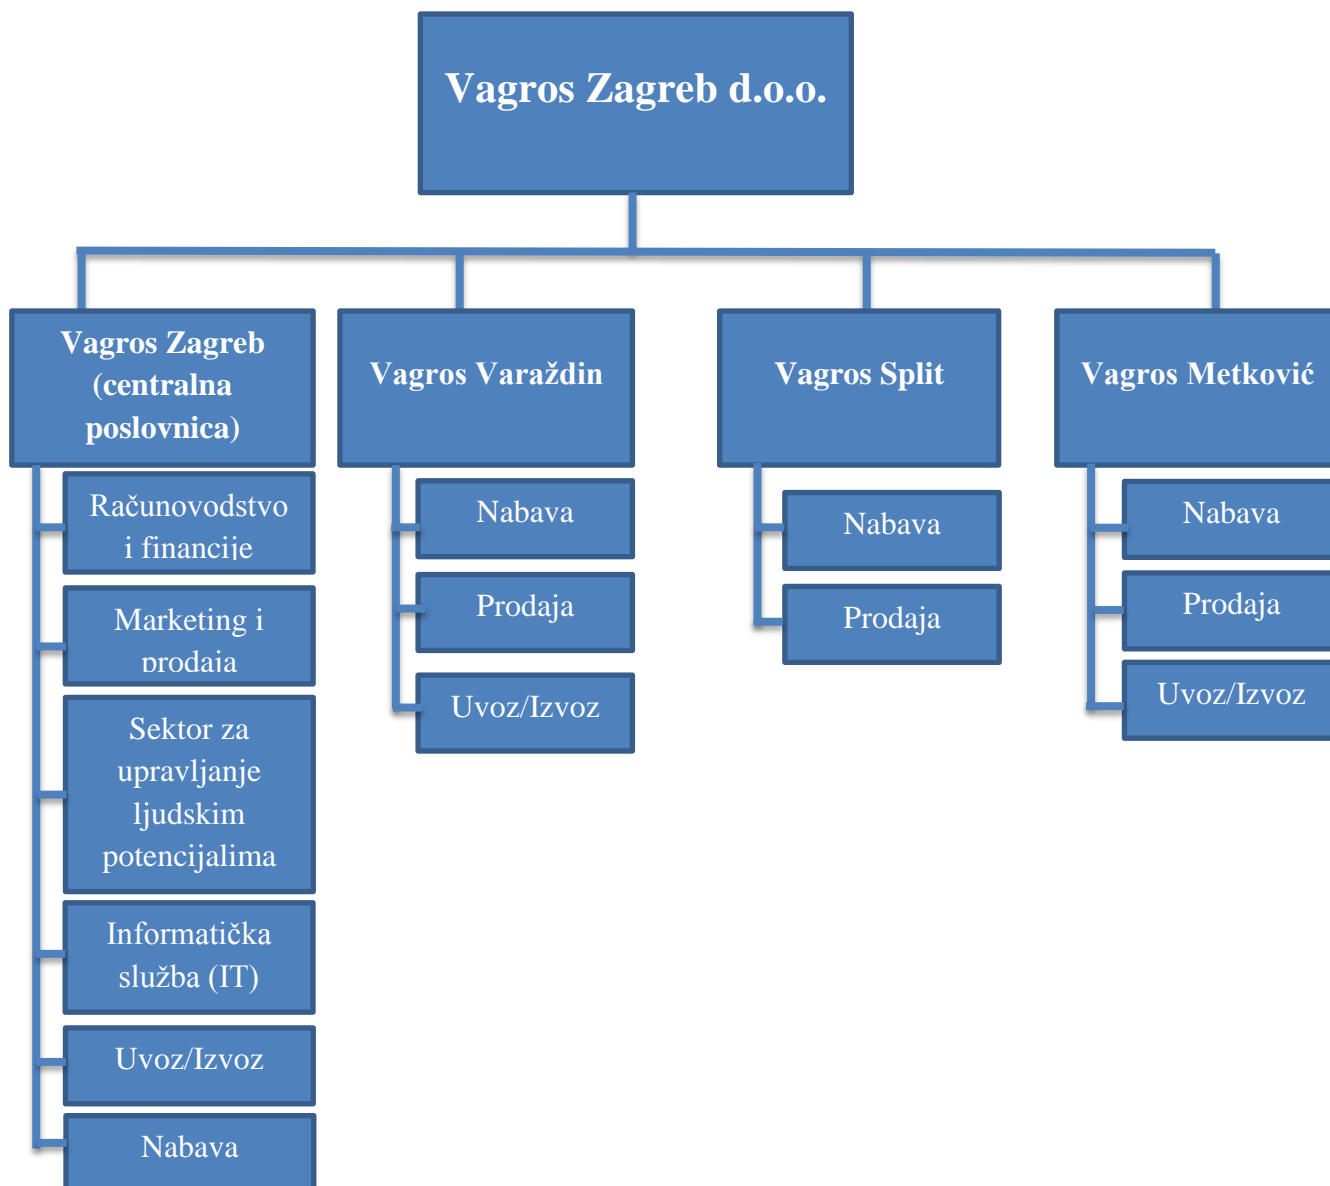 Vagros Zagreb d.o.o.
Vagros Zagreb
(centralna
poslovnica)
Računovodstvo
i financije
Marketing i
prodaja
Sektor za
upravljanje
ljudskim
potencijalima
Informatička
služba (IT)
Uvoz/Izvoz
Nabava
Vagros Varaždin
Nabava
Prodaja
Uvoz/Izvoz
Vagros Split
Nabava
Prodaja
Vagros Metković
Nabava
Prodaja
Uvoz/Izvoz